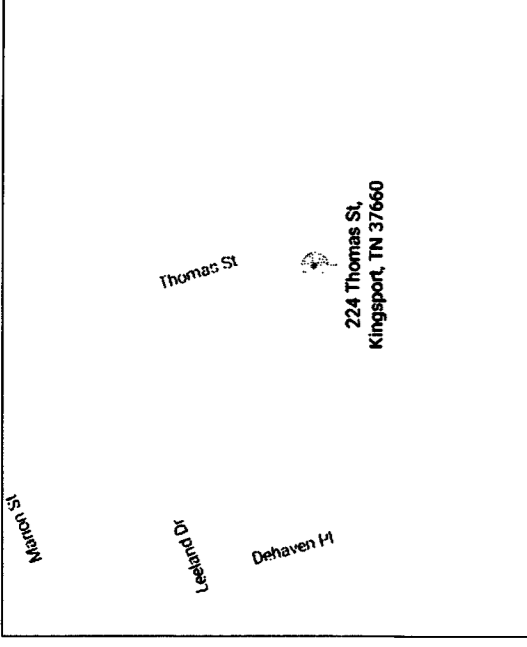 Marion St
Thomas St
224 Thomas St,
Kingsport, TN 37660
Leeland Dr
Dehaven Pl